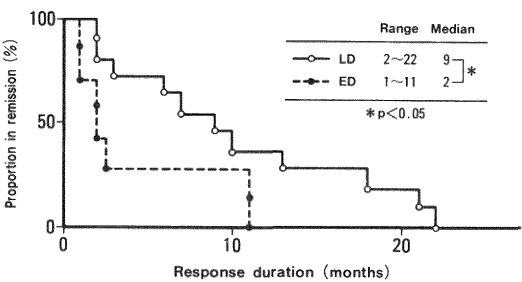 Range Median
LD 2~22 9
ED 1~11 2
*
*p<0.05
Proportion in remission (%)
100
50
0
0 10 20
Response duration (months)